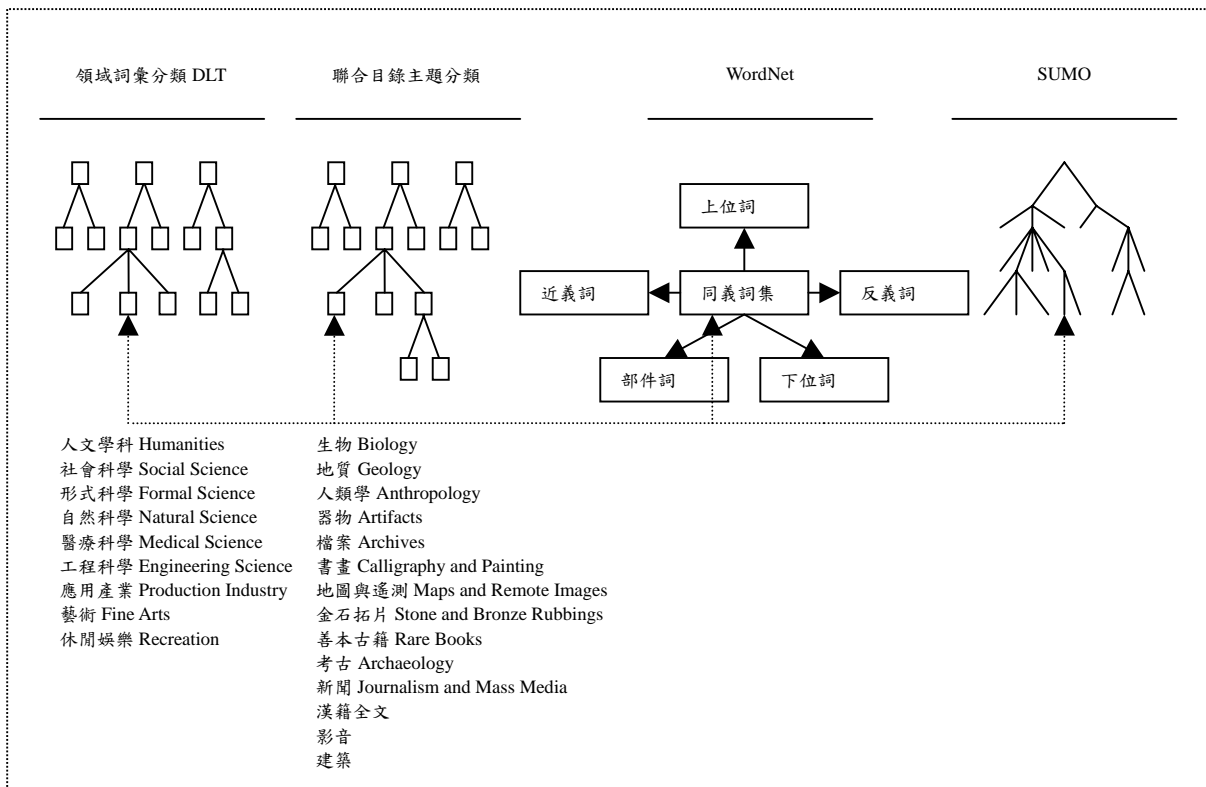 領域詞彙分類 DLT
聯合目錄主題分類
WordNet
SUMO
上位詞
近義詞
同義詞集
反義詞
部件詞
下位詞
人文學科 Humanities
社會科學 Social Science
形式科學 Formal Science
自然科學 Natural Science
醫療科學 Medical Science
工程科學 Engineering Science
應用產業 Production Industry
藝術 Fine Arts
休閒娛樂 Recreation
生物 Biology
地質 Geology
人類學 Anthropology
器物 Artifacts
檔案 Archives
書畫 Calligraphy and Painting
地圖與遙測 Maps and Remote Images
金石拓片 Stone and Bronze Rubbings
善本古籍 Rare Books
考古 Archaeology
新聞 Journalism and Mass Media
漢籍全文
影音
建築